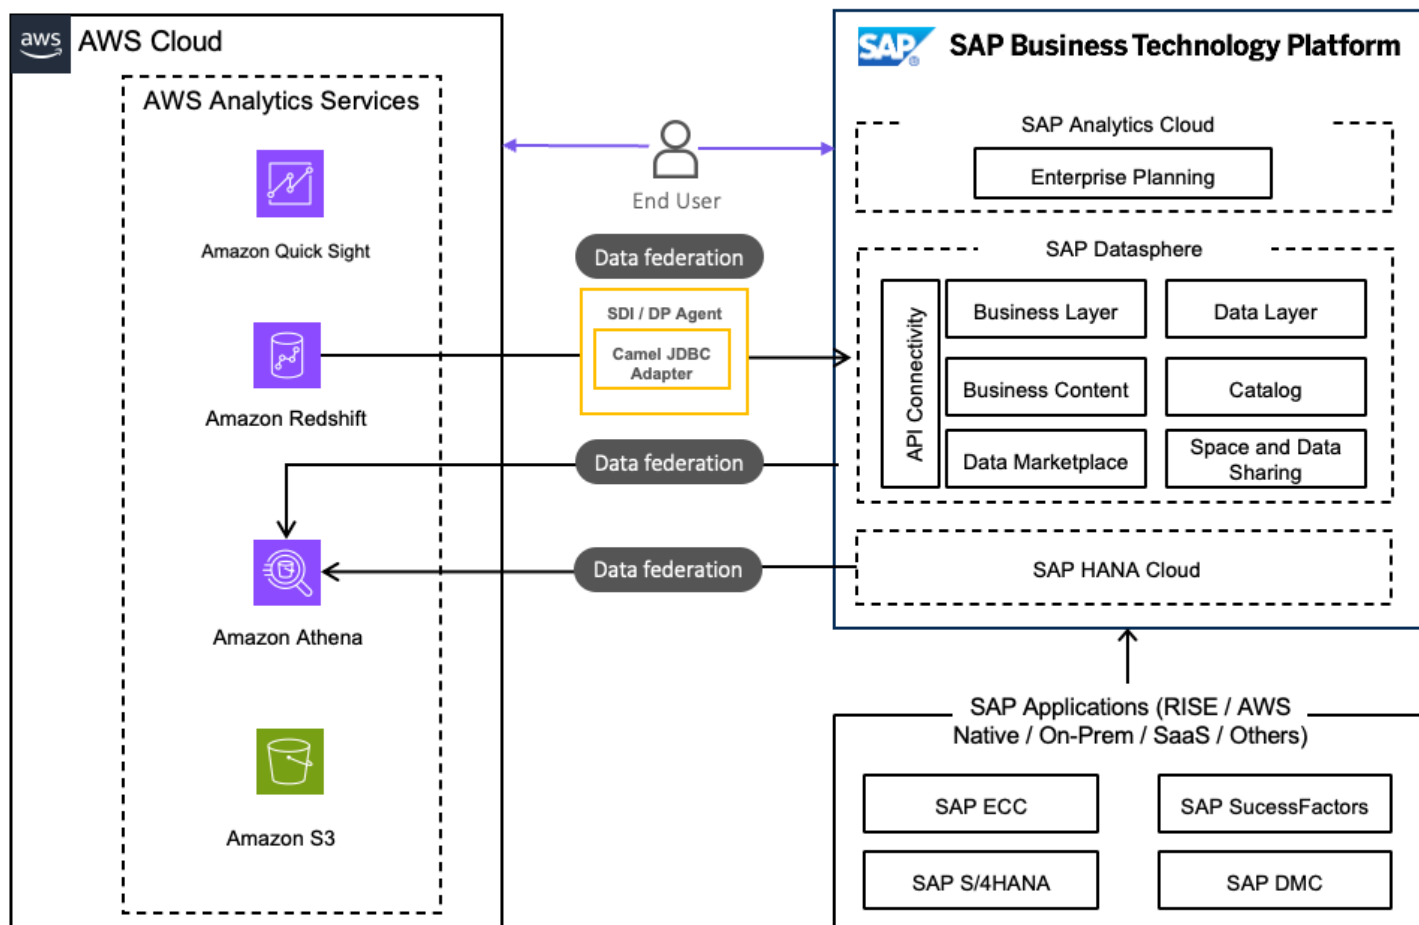 aws
AWS Cloud
AWS Analytics Services
Amazon Quick Sight
Amazon Redshift
Amazon Athena
Amazon S3
End User
Data federation
SDI / DP Agent
Camel JDBC
Adapter
Data federation
Data federation
SAP
SAP Business Technology Platform
SAP Analytics Cloud
Enterprise Planning
SAP Datasphere
API Connectivity
Business Layer
Data Layer
Business Content
Catalog
Data Marketplace
Space and Data
Sharing
SAP HANA Cloud
SAP Applications (RISE / AWS
Native / On-Prem / SaaS / Others)
SAP ECC
SAP SucessFactors
SAP S/4HANA
SAP DMC